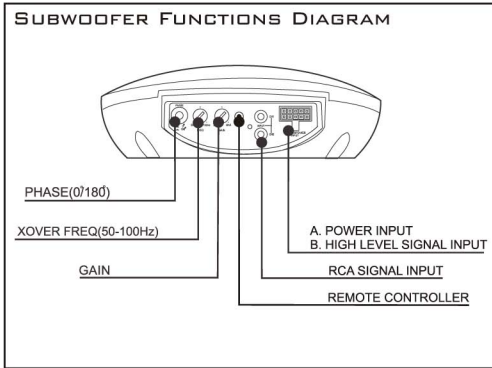 SUBWOOFER FUNCTIONS DIAGRAM
PHASE(0/180)
XOVER FREQ(50-100Hz)
GAIN
A. POWER INPUT
B. HIGH LEVEL SIGNAL INPUT
RCA SIGNAL INPUT
REMOTE CONTROLLER